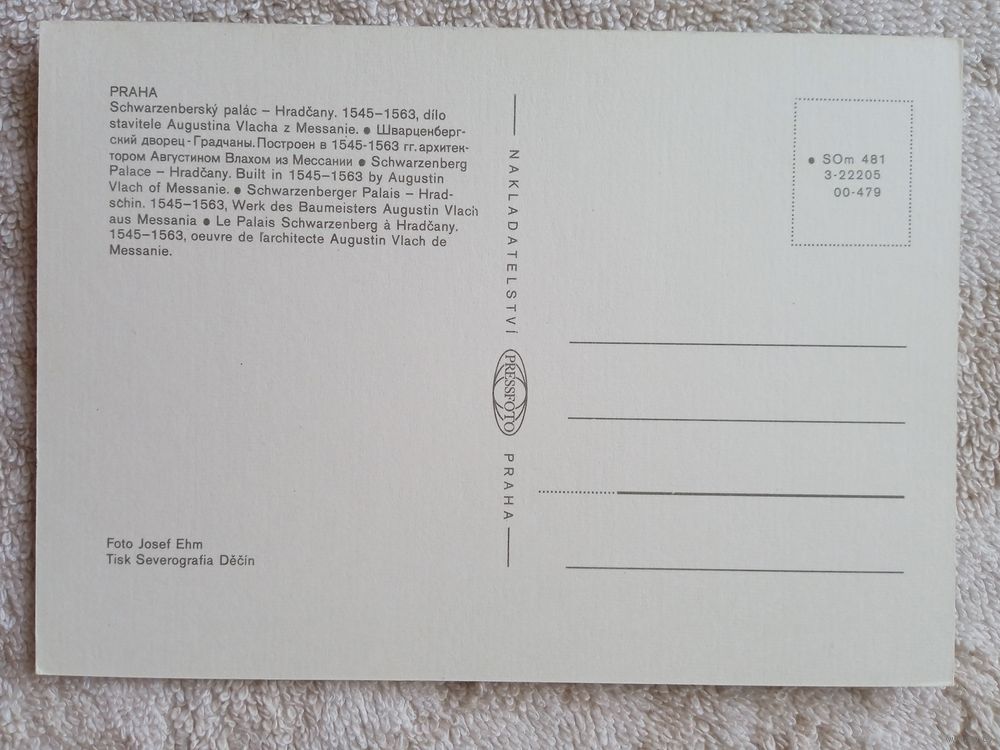 PRAHA
Schwarzenberský palác – Hradčany. 1545–1563, dílo
stavitele Augustina Vlacha z Messanie. ● Шварценберг-
ский дворец - Градчаны. Построен в 1545-1563 гг. архитек-
тором Августином Влахом из Мессании ● Schwarzenberg
Palace – Hradčany. Built in 1545–1563 by Augustin
Vlach of Messanie. ● Schwarzenberger Palais – Hrad-
schin. 1545–1563, Werk des Baumeisters Augustin Vlach
aus Messania ● Le Palais Schwarzenberg à Hradčany.
1545–1563, oeuvre de l'architecte Augustin Vlach de
Messanie.
Foto Josef Ehm
Tisk Severografia Děčín
NAKLADATELSTVÍ
PRESSFOTO
PRAHA
● SOm 481
3-22205
00-479